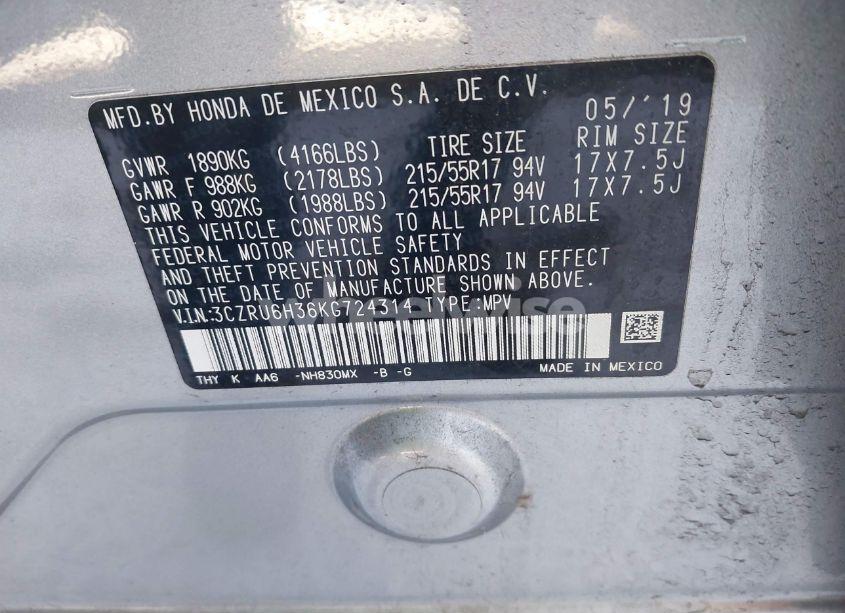 MFD.BY HONDA DE MEXICO S.A. DE C.V. 05/'19
GVWR 1890KG (4166LBS) TIRE SIZE RIM SIZE
GAWR F 988KG (2178LBS) 215/55R17 94V 17X7.5J
GAWR R 902KG (1988LBS) 215/55R17 94V 17X7.5J
THIS VEHICLE CONFORMS TO ALL APPLICABLE
FEDERAL MOTOR VEHICLE SAFETY
AND THEFT PREVENTION STANDARDS IN EFFECT
ON THE DATE OF MANUFACTURE SHOWN ABOVE.
V.IN:3CZRU6H36KG724314 TYPE:MPV
THY K AA6 -NH830MX -B -G MADE IN MEXICO
wheelwise